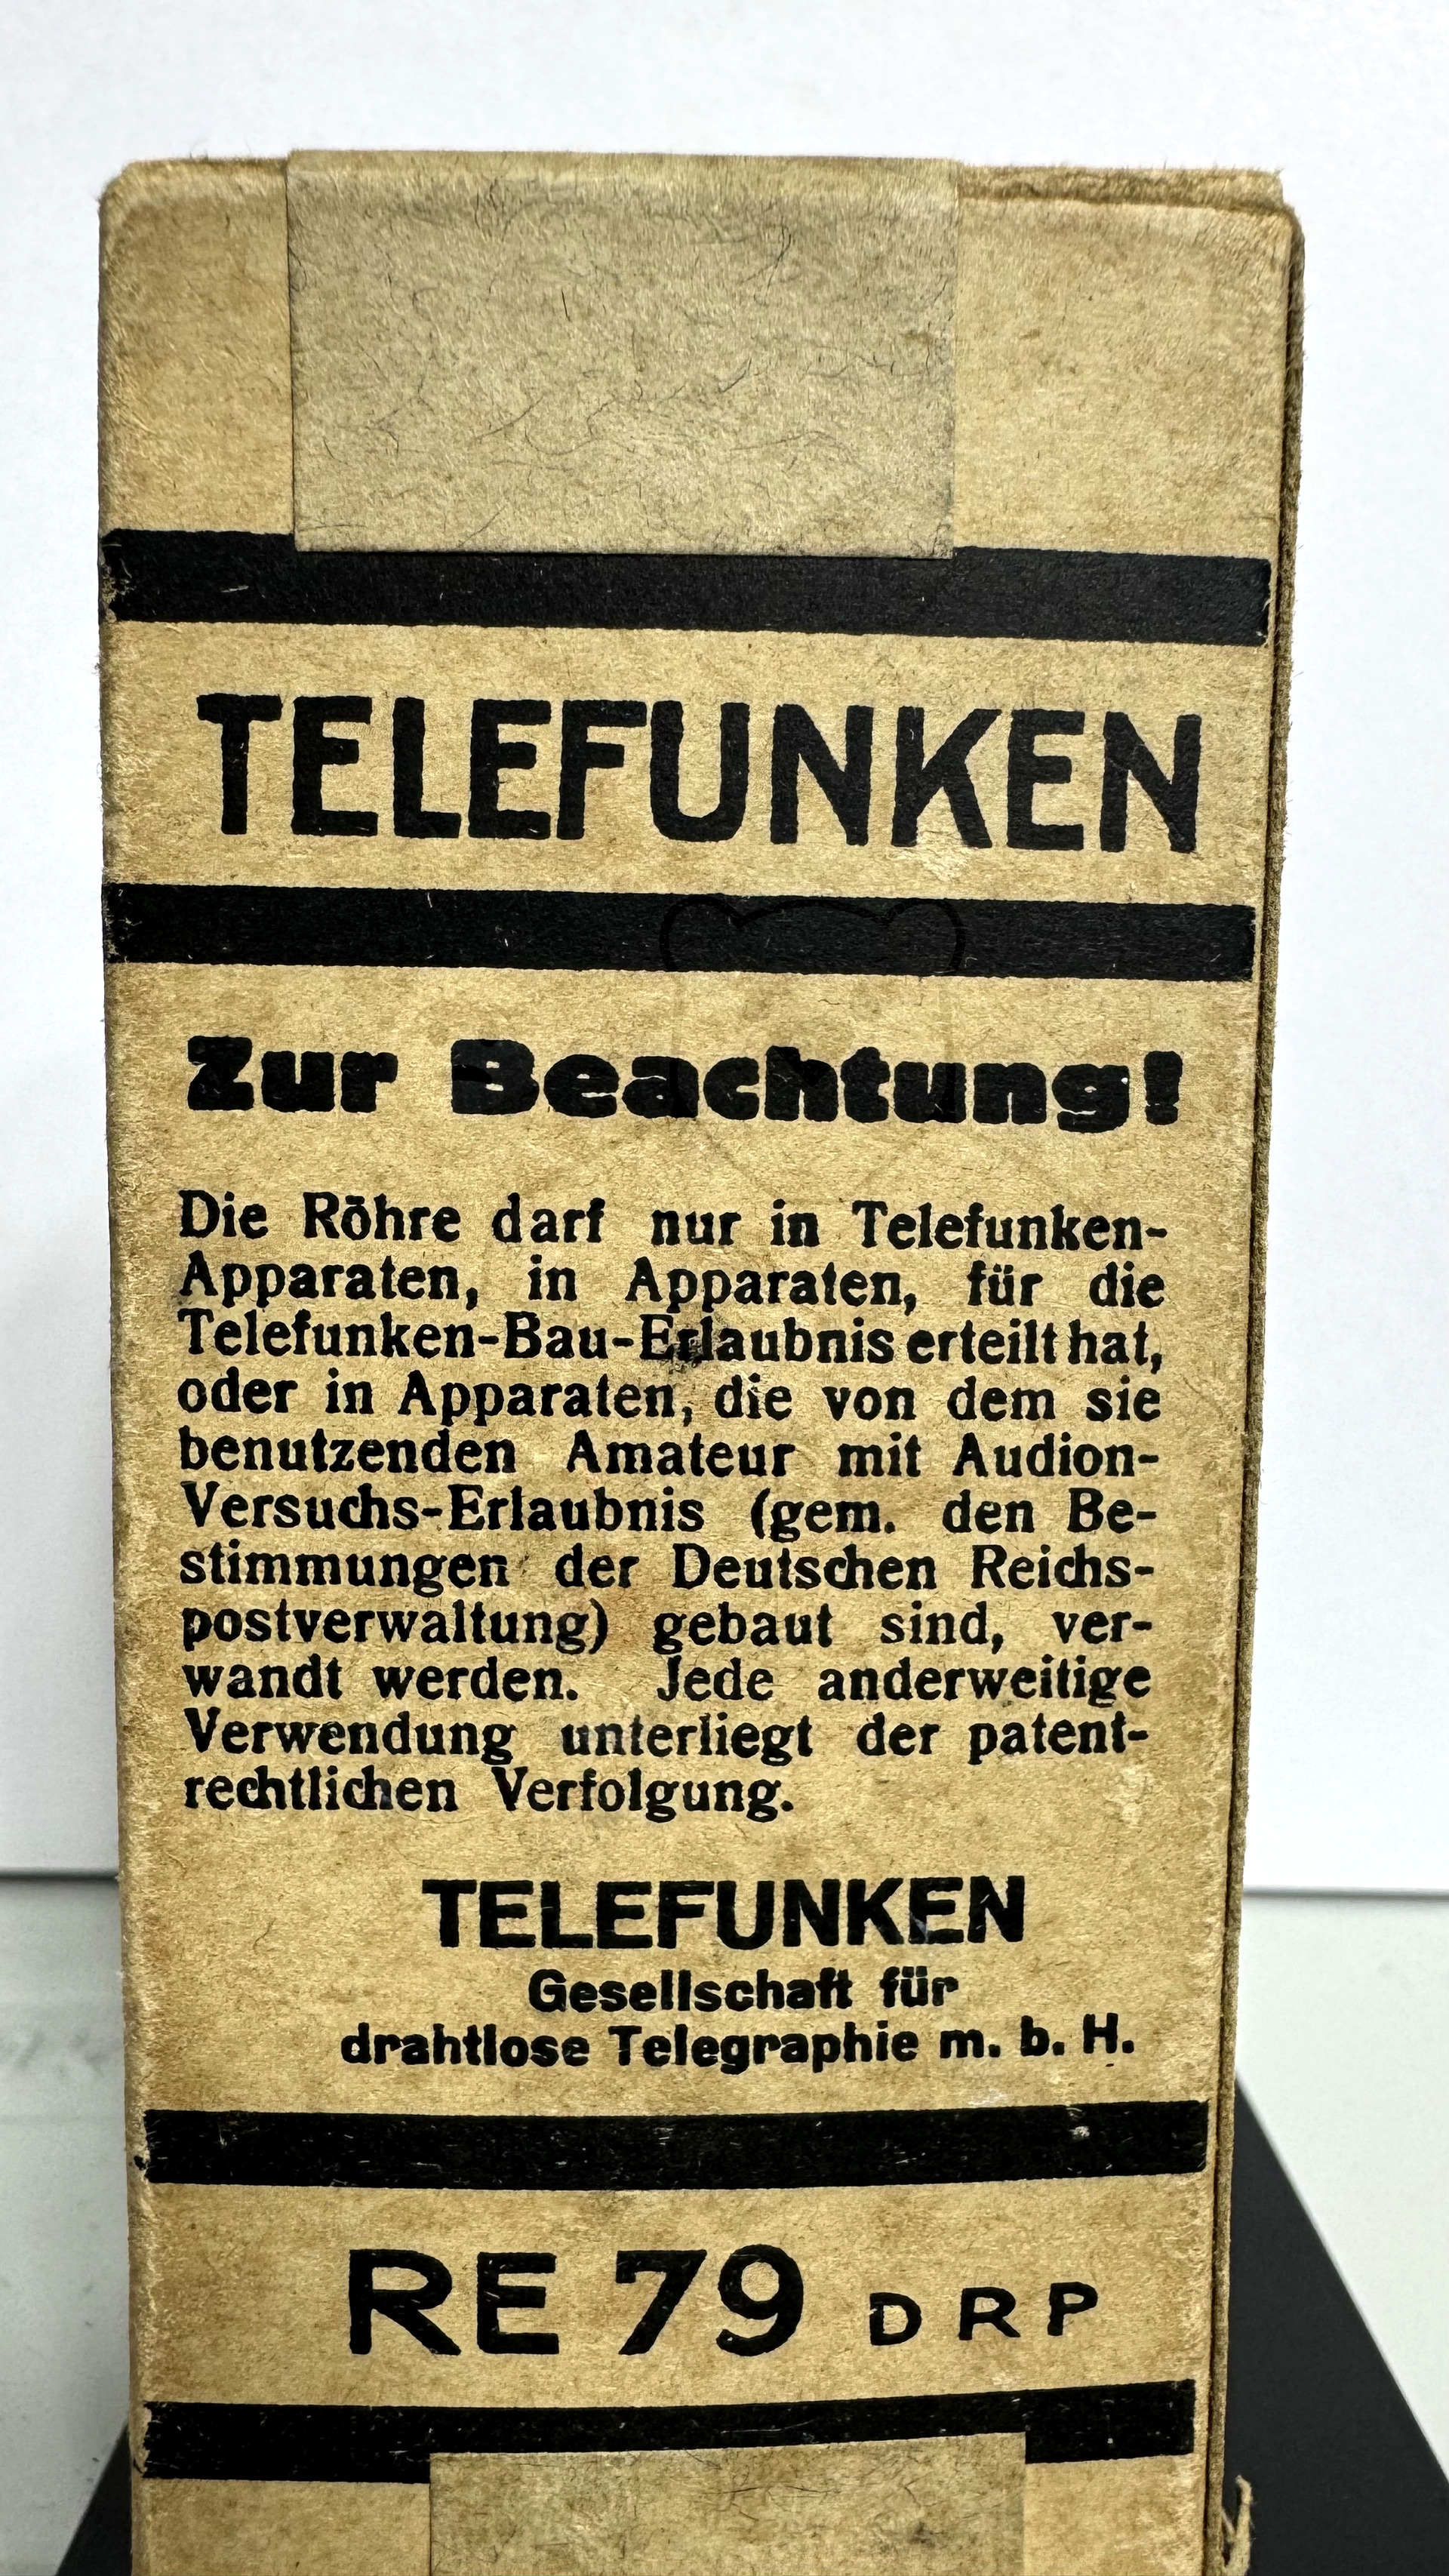 TELEFUNKEN
Zur Beachtung!
Die Röhre darf nur in Telefunken-
Apparaten, in Apparaten, für die
Telefunken-Bau-Erlaubnis erteilt hat,
oder in Apparaten, die von dem sie
benutzenden Amateur mit Audion-
Versuchs-Erlaubnis (gem. den Be-
stimmungen der Deutschen Reichs-
postverwaltung) gebaut sind, ver-
wandt werden. Jede anderweitige
Verwendung unterliegt der patent-
rechtlichen Verfolgung.
TELEFUNKEN
Gesellschaft für
drahtlose Telegraphie m. b. H.
RE 79 DRP